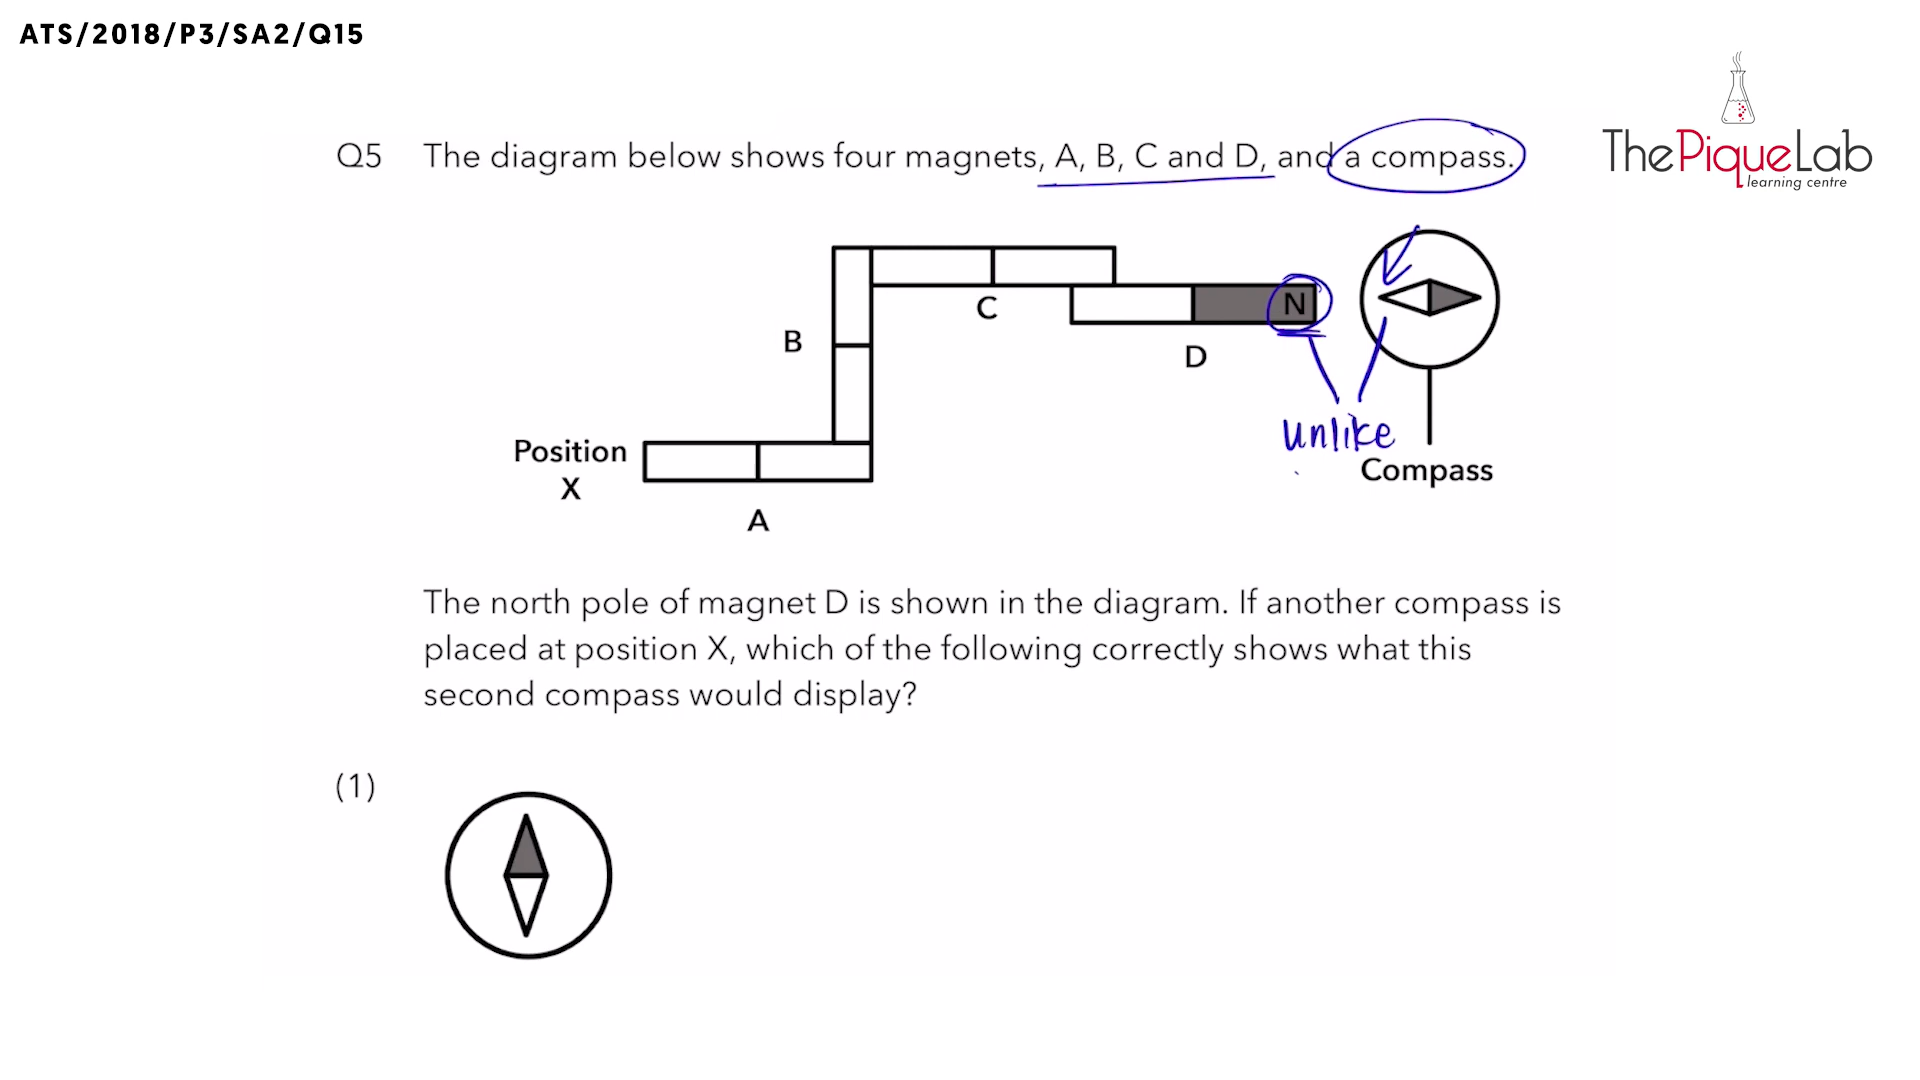 ATS/2018/P3/SA2/Q15
ThePiqueLab
learning centre
Q5 The diagram below shows four magnets, A, B, C and D, and a compass.
C
N
B
D
unlike
Position
X
Compass
A
The north pole of magnet D is shown in the diagram. If another compass is
placed at position X, which of the following correctly shows what this
second compass would display?
(1)